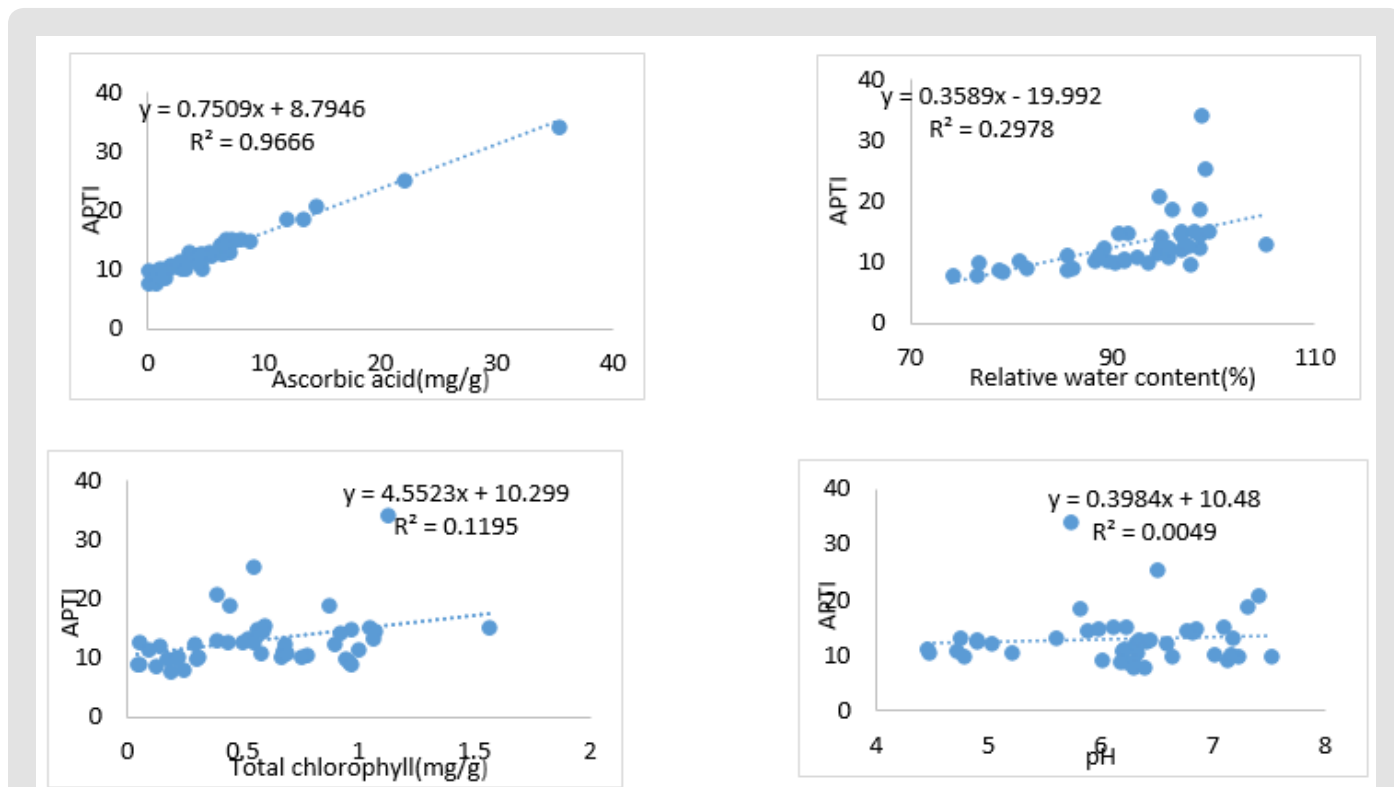 40
y = 0.7509x + 8.7946
R² = 0.9666
30
APTI
20
10
0
0 10 20 30 40
Ascorbic acid(mg/g)
40
y = 0.3589x - 19.992
R² = 0.2978
30
APTI
20
10
0
70 90 110
Relative water content(%)
40
y = 4.5523x + 10.299
R² = 0.1195
30
APTI
20
10
0
0 0.5 1 1.5 2
Total chlorophyll(mg/g)
40
y = 0.3984x + 10.48
R² = 0.0049
30
APTI
20
10
0
4 5 6 7 8
pH